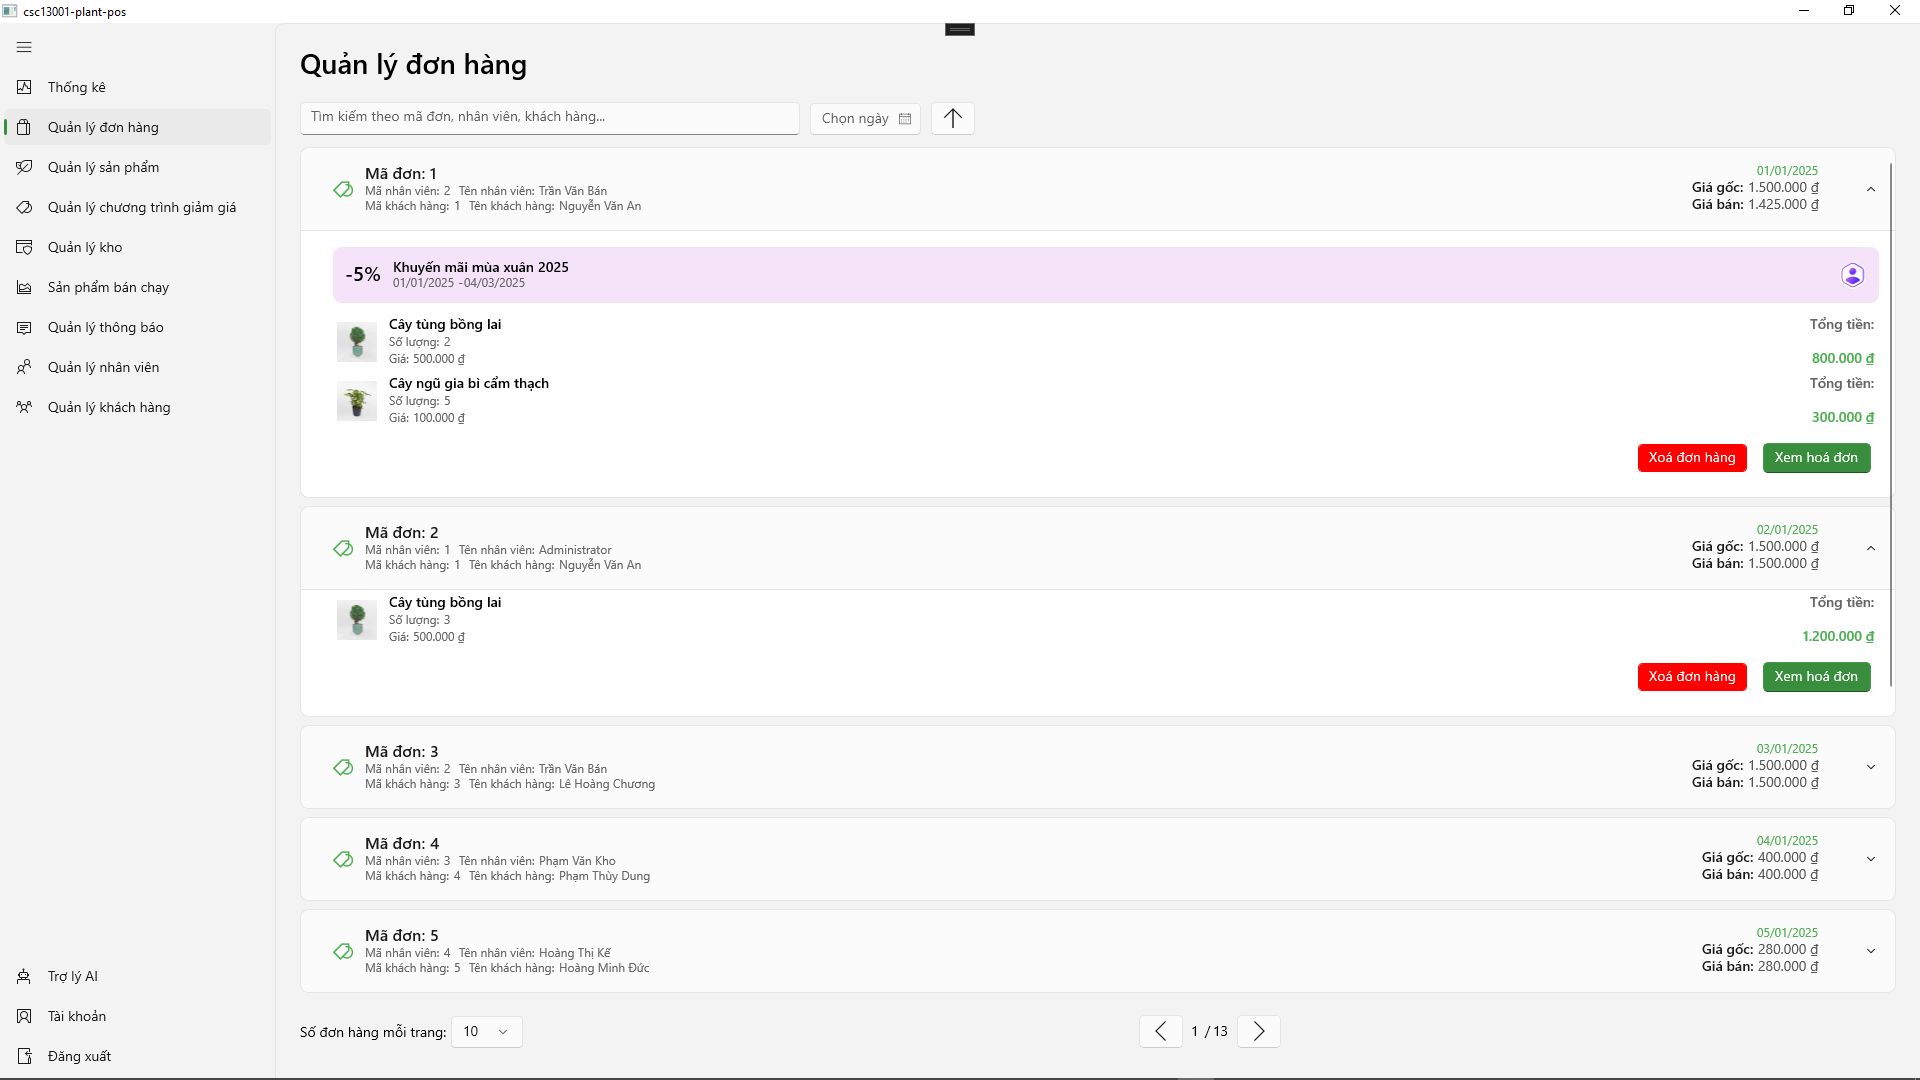 csc13001-plant-pos
Thống kê
Quản lý đơn hàng
Quản lý sản phẩm
Quản lý chương trình giảm giá
Quản lý kho
Sản phẩm bán chạy
Quản lý thông báo
Quản lý nhân viên
Quản lý khách hàng
Trợ lý AI
Tài khoản
Đăng xuất
Quản lý đơn hàng
Tìm kiếm theo mã đơn, nhân viên, khách hàng...
Chọn ngày
Mã đơn: 1
Mã nhân viên: 2 Tên nhân viên: Trần Văn Bán
Mã khách hàng: 1 Tên khách hàng: Nguyễn Văn An
01/01/2025
Giá gốc: 1.500.000 ₫
Giá bán: 1.425.000 ₫
-5%
Khuyến mãi mùa xuân 2025
01/01/2025 -04/03/2025
Cây tùng bồng lai
Số lượng: 2
Giá: 500.000 ₫
Tổng tiền:
800.000 ₫
Cây ngũ gia bì cẩm thạch
Số lượng: 5
Giá: 100.000 ₫
Tổng tiền:
300.000 ₫
Xoá đơn hàng
Xem hoá đơn
Mã đơn: 2
Mã nhân viên: 1 Tên nhân viên: Administrator
Mã khách hàng: 1 Tên khách hàng: Nguyễn Văn An
02/01/2025
Giá gốc: 1.500.000 ₫
Giá bán: 1.500.000 ₫
Cây tùng bồng lai
Số lượng: 3
Giá: 500.000 ₫
Tổng tiền:
1.200.000 ₫
Xoá đơn hàng
Xem hoá đơn
Mã đơn: 3
Mã nhân viên: 2 Tên nhân viên: Trần Văn Bán
Mã khách hàng: 3 Tên khách hàng: Lê Hoàng Chương
03/01/2025
Giá gốc: 1.500.000 ₫
Giá bán: 1.500.000 ₫
Mã đơn: 4
Mã nhân viên: 3 Tên nhân viên: Phạm Văn Kho
Mã khách hàng: 4 Tên khách hàng: Phạm Thùy Dung
04/01/2025
Giá gốc: 400.000 ₫
Giá bán: 400.000 ₫
Mã đơn: 5
Mã nhân viên: 4 Tên nhân viên: Hoàng Thị Kế
Mã khách hàng: 5 Tên khách hàng: Hoàng Minh Đức
05/01/2025
Giá gốc: 280.000 ₫
Giá bán: 280.000 ₫
Số đơn hàng mỗi trang: 10
1 / 13